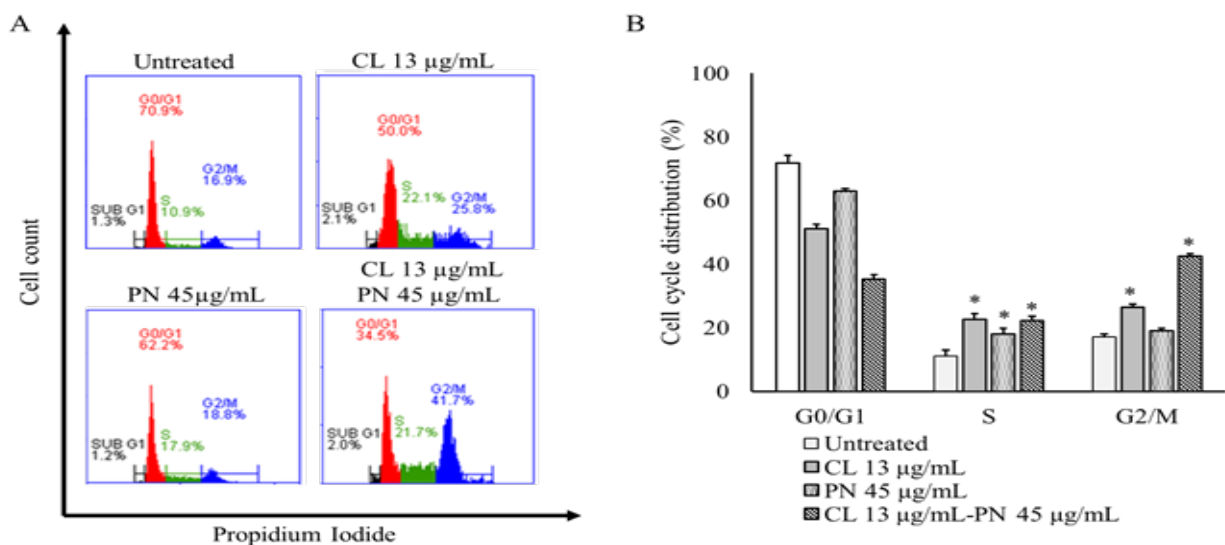 A
Untreated
G0/G1
70.9%
G2/M
16.9%
S
10.9%
SUB G1
1.3%
CL 13 µg/mL
G0/G1
50.0%
S
22.1%
G2/M
25.8%
SUB G1
2.1%
PN 45µg/mL
G0/G1
62.2%
G2/M
18.8%
S
17.9%
SUB G1
1.2%
CL 13 µg/mL
PN 45 µg/mL
G0/G1
34.5%
G2/M
41.7%
S
21.7%
SUB G1
2.0%
Cell count
Propidium Iodide
B
Cell cycle distribution (%)
100
80
60
40
20
0
* * *
* *
G0/G1 S G2/M
Untreated
CL 13 µg/mL
PN 45 µg/mL
CL 13 µg/mL-PN 45 µg/mL